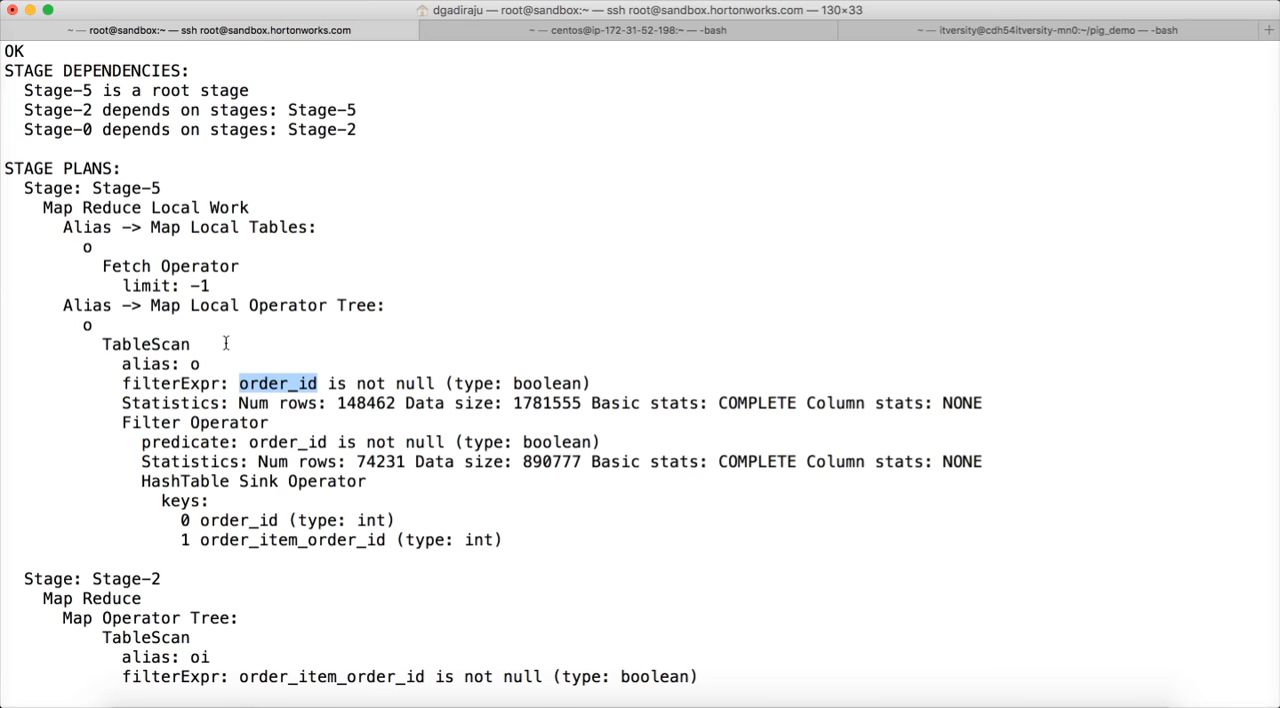 dgadiraju — root@sandbox:~ — ssh root@sandbox.hortonworks.com — 130×33
~ — root@sandbox:~ — ssh root@sandbox.hortonworks.com
~ — centos@ip-172-31-52-198:~ — -bash
~ — itversity@cdh54itversity-mn0:~/pig_demo — -bash
OK
STAGE DEPENDENCIES:
Stage-5 is a root stage
Stage-2 depends on stages: Stage-5
Stage-0 depends on stages: Stage-2
STAGE PLANS:
Stage: Stage-5
Map Reduce Local Work
Alias -> Map Local Tables:
o
Fetch Operator
limit: -1
Alias -> Map Local Operator Tree:
o
TableScan
alias: o
filterExpr: order_id is not null (type: boolean)
Statistics: Num rows: 148462 Data size: 1781555 Basic stats: COMPLETE Column stats: NONE
Filter Operator
predicate: order_id is not null (type: boolean)
Statistics: Num rows: 74231 Data size: 890777 Basic stats: COMPLETE Column stats: NONE
HashTable Sink Operator
keys:
0 order_id (type: int)
1 order_item_order_id (type: int)
Stage: Stage-2
Map Reduce
Map Operator Tree:
TableScan
alias: oi
filterExpr: order_item_order_id is not null (type: boolean)